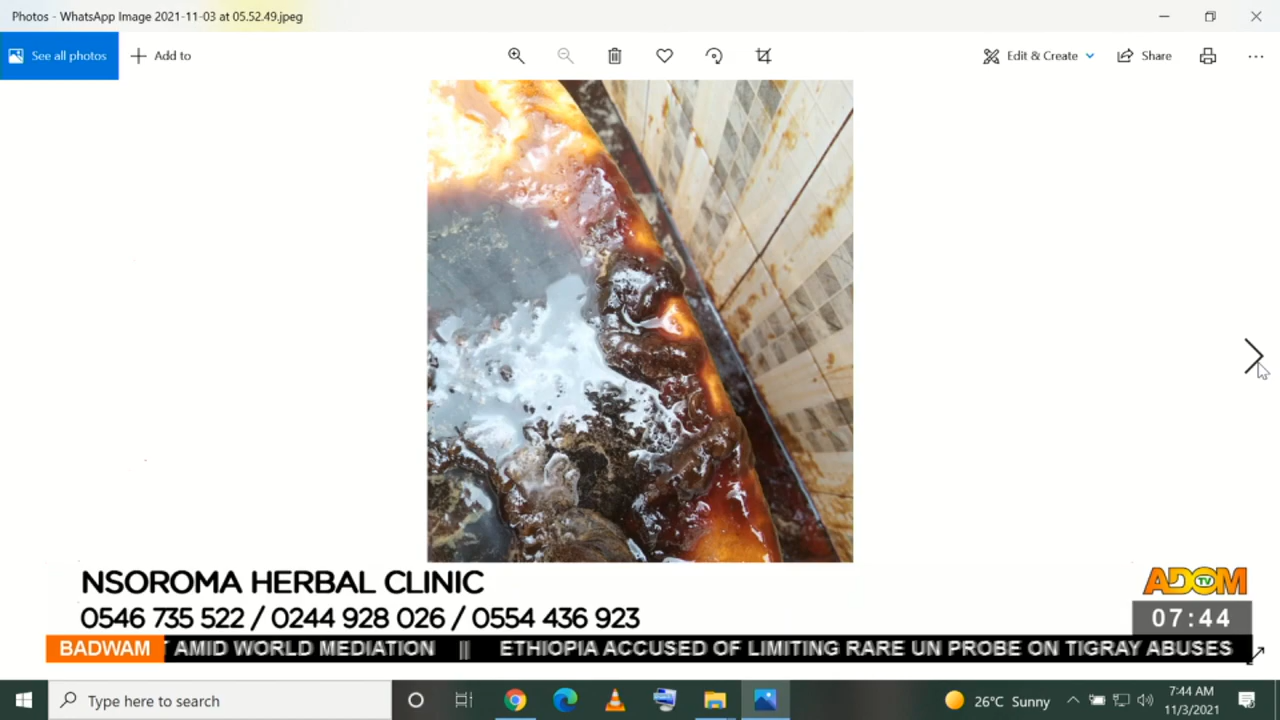 Photos - WhatsApp Image 2021-11-03 at 05.52.49.jpeg
See all photos
Add to
Edit & Create
Share
NSOROMA HERBAL CLINIC
0546 735 522 / 0244 928 026 / 0554 436 923
ADOM TV
07:44
BADWAM AMID WORLD MEDIATION || ETHIOPIA ACCUSED OF LIMITING RARE UN PROBE ON TIGRAY ABUSES
Type here to search
26°C Sunny
7:44 AM
11/3/2021